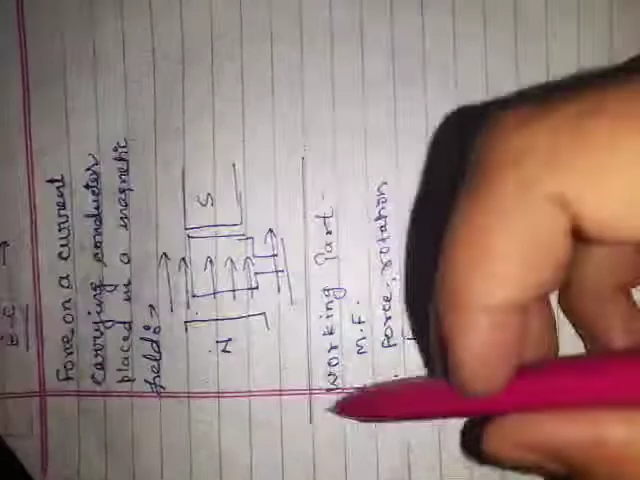 E.C →
Force on a current
carrying conductor
placed in a magnetic
field:→
N S
Working Part.
M.F.
Force, rotation